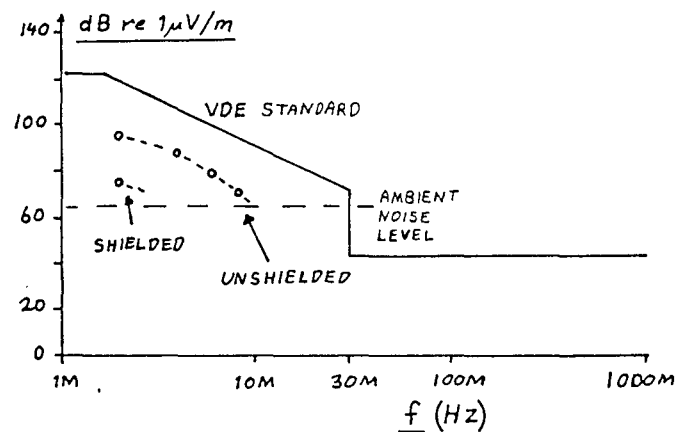 dB re 1μV/m
140
100
60
20
0
VDE STANDARD
AMBIENT
NOISE
LEVEL
SHIELDED
UNSHIELDED
1M
10M
30M
100M
1000M
f (Hz)